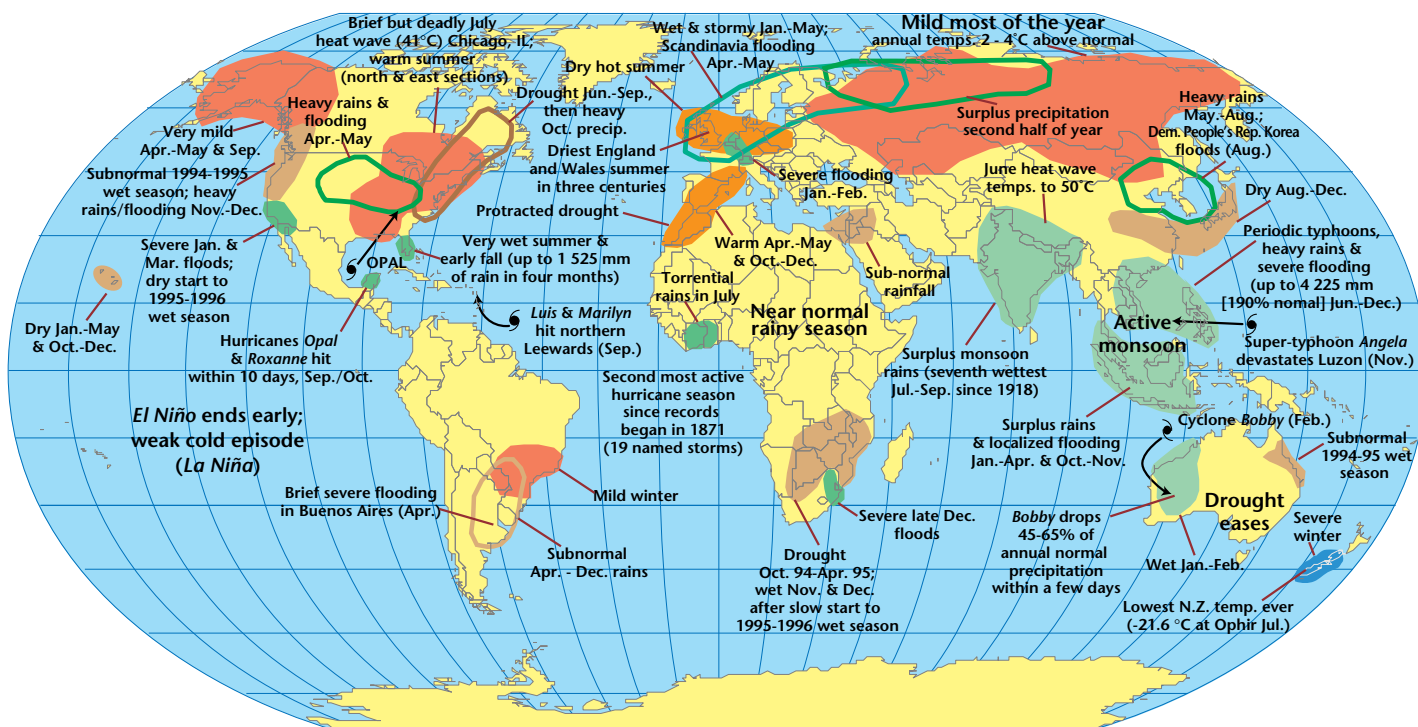 Brief but deadly July
heat wave (41°C) Chicago, IL;
warm summer
(north & east sections)
Wet & stormy Jan.-May;
Scandinavia flooding
Apr.-May
Mild most of the year
annual temps. 2 - 4°C above normal
Dry hot summer
Drought Jun.-Sep.,
then heavy
Oct. precip.
Heavy rains &
flooding
Apr.-May
Very mild
Apr.-May & Sep.
Subnormal 1994-1995
wet season; heavy
rains/flooding Nov.-Dec.
Driest England
and Wales summer
in three centuries
Surplus precipitation
second half of year
Heavy rains
May.-Aug.;
Dem. People's Rep. Korea
floods (Aug.)
Severe flooding
Jan.-Feb.
June heat wave
temps. to 50°C
Dry Aug.-Dec.
Protracted drought
Severe Jan. &
Mar. floods;
dry start to
1995-1996
wet season
OPAL
Very wet summer &
early fall (up to 1 525 mm
of rain in four months)
Warm Apr.-May
& Oct.-Dec.
Sub-normal
rainfall
Periodic typhoons,
heavy rains &
severe flooding
(up to 4 225 mm
[190% nomal] Jun.-Dec.)
Torrential
rains in July
Near normal
rainy season
Dry Jan.-May
& Oct.-Dec.
Hurricanes Opal
& Roxanne hit
within 10 days, Sep./Oct.
Luis & Marilyn
hit northern
Leewards (Sep.)
Active
monsoon
Super-typhoon Angela
devastates Luzon (Nov.)
Surplus monsoon
rains (seventh wettest
Jul.-Sep. since 1918)
Second most active
hurricane season
since records
began in 1871
(19 named storms)
El Niño ends early;
weak cold episode
(La Niña)
Surplus rains
& localized flooding
Jan.-Apr. & Oct.-Nov.
Cyclone Bobby (Feb.)
Subnormal
1994-95 wet
season
Brief severe flooding
in Buenos Aires (Apr.)
Mild winter
Severe late Dec.
floods
Bobby drops
45-65% of
annual normal
precipitation
within a few days
Drought
eases
Severe
winter
Subnormal
Apr. - Dec. rains
Drought
Oct. 94-Apr. 95;
wet Nov. & Dec.
after slow start to
1995-1996 wet season
Wet Jan.-Feb.
Lowest N.Z. temp. ever
(-21.6 °C at Ophir Jul.)